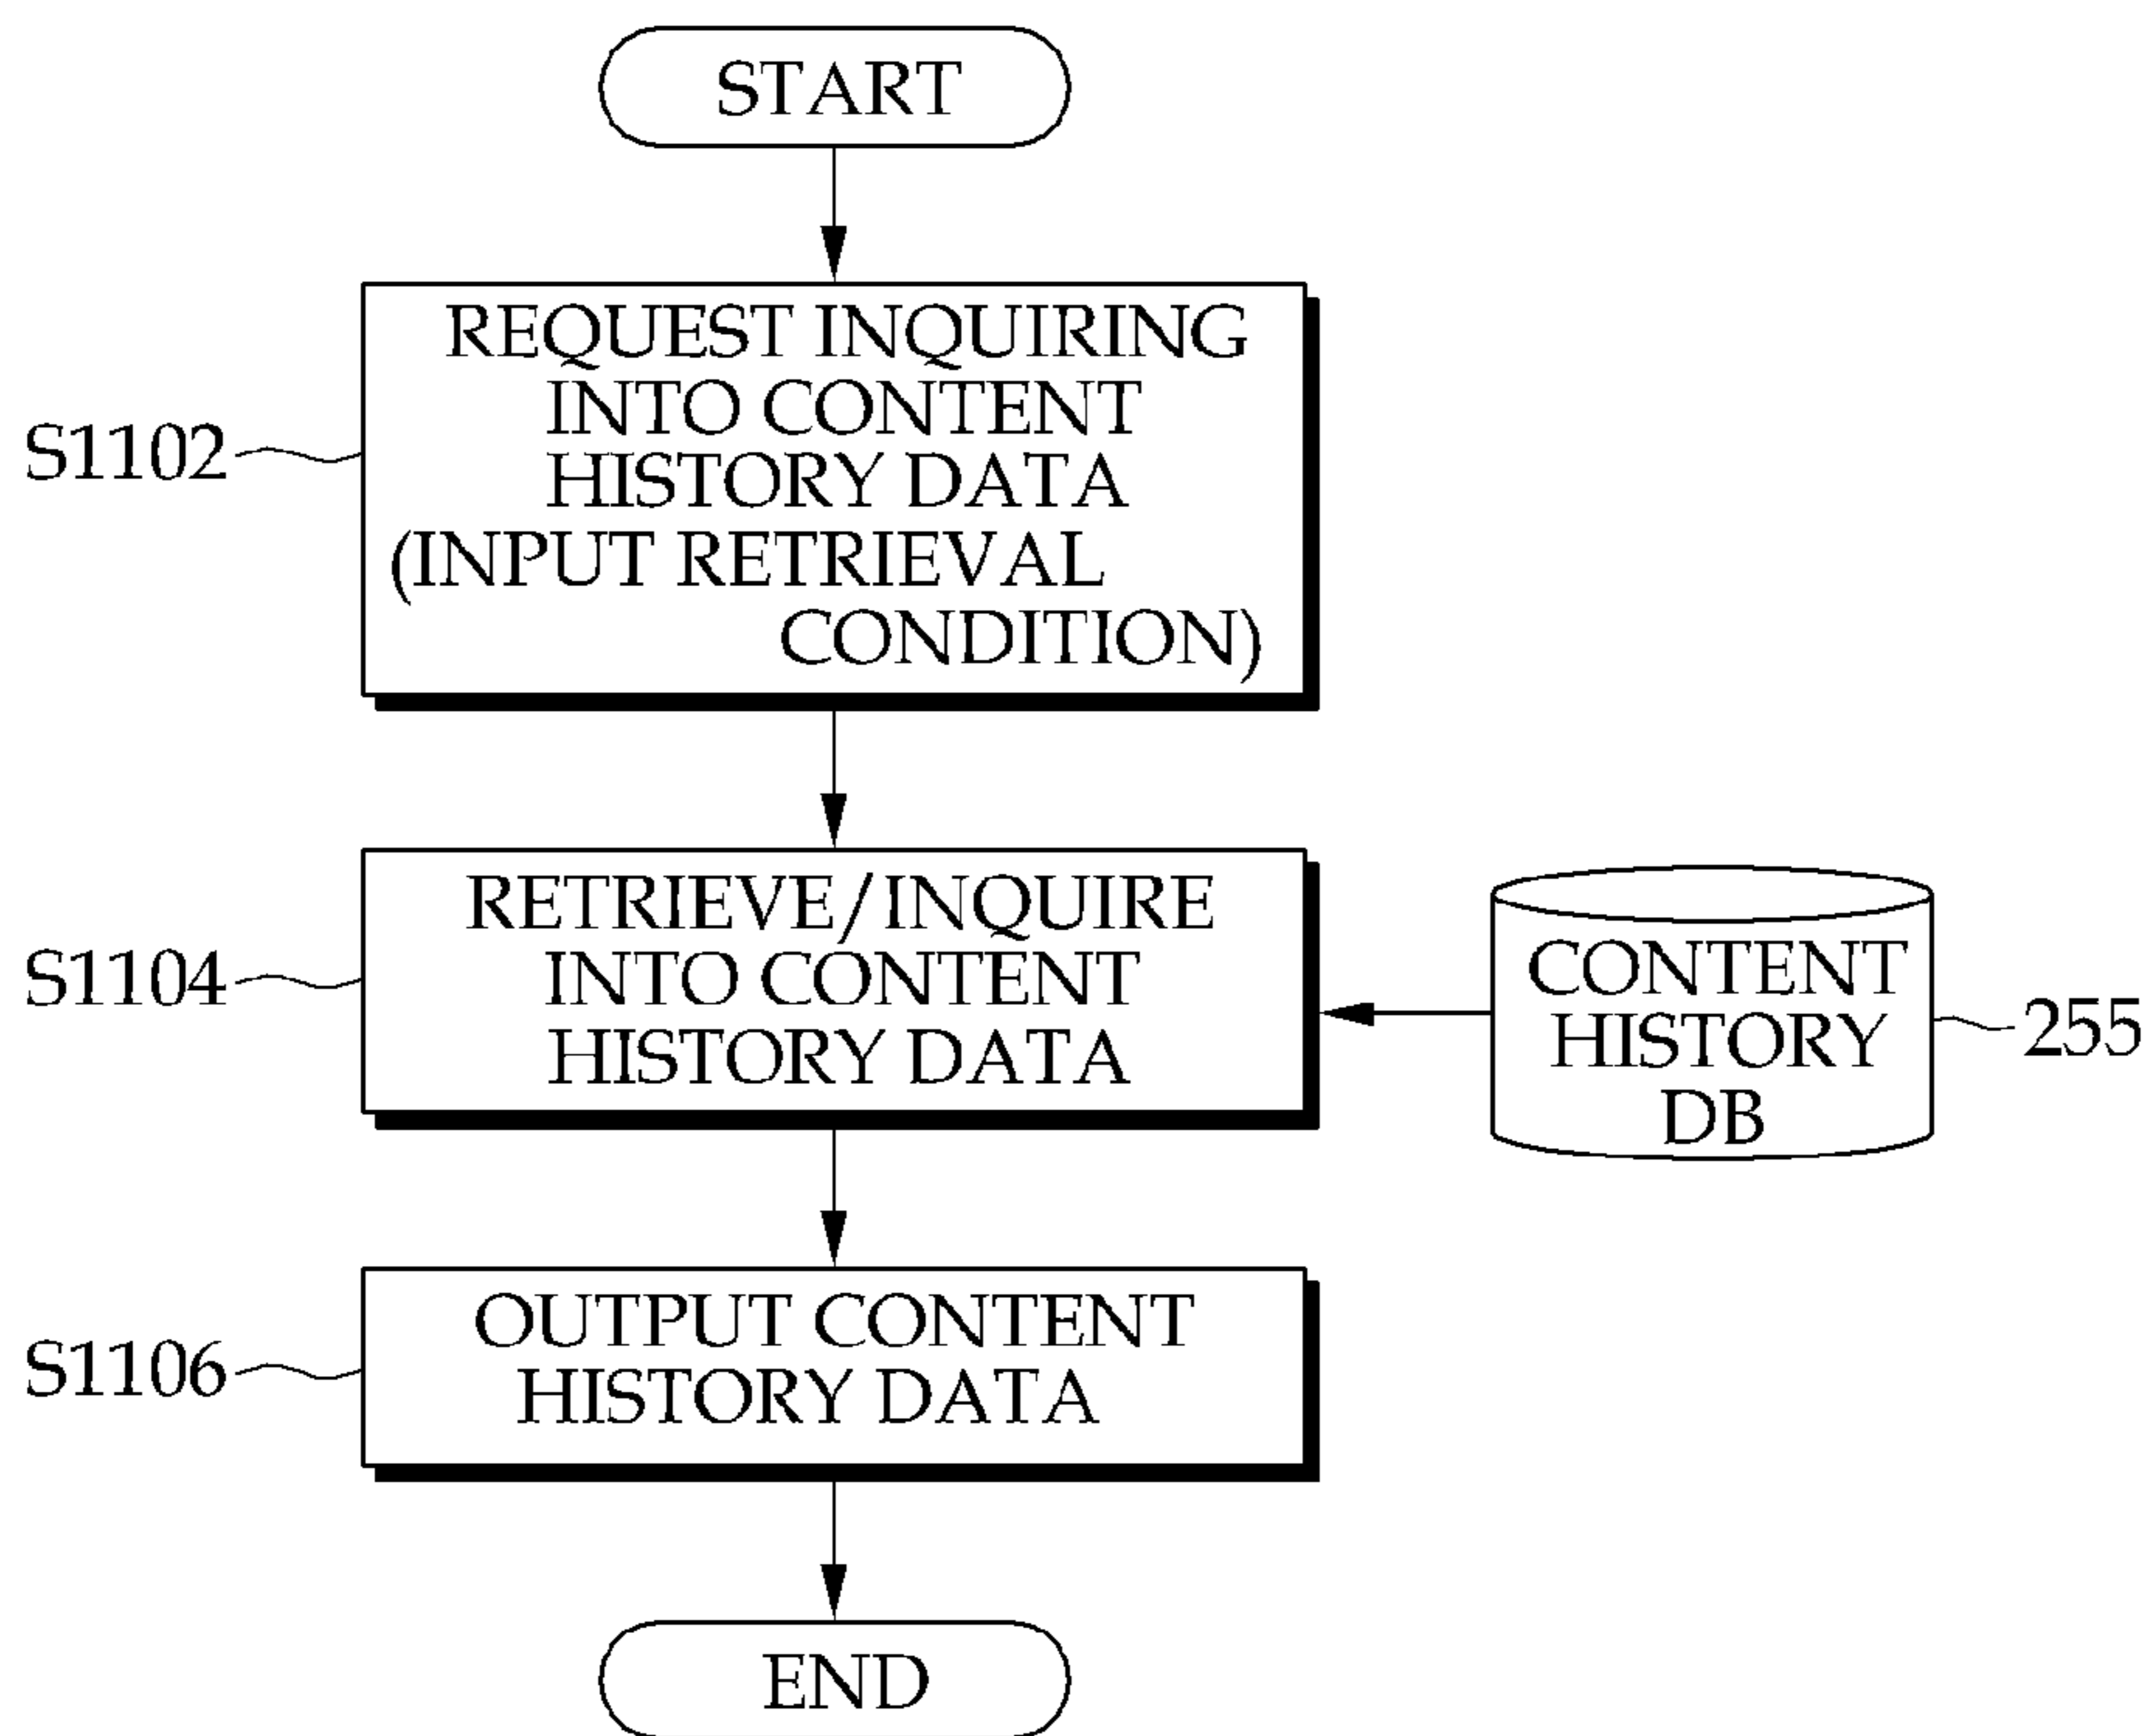 START
REQUEST INQUIRING
INTO CONTENT
HISTORY DATA
(INPUT RETRIEVAL
CONDITION)
S1102
RETRIEVE/INQUIRE
INTO CONTENT
HISTORY DATA
S1104
CONTENT
HISTORY
DB
255
OUTPUT CONTENT
HISTORY DATA
S1106
END